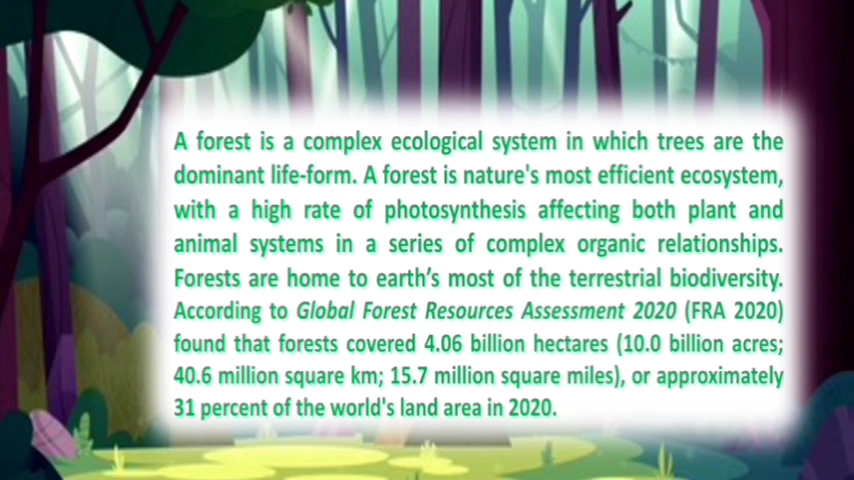 A forest is a complex ecological system in which trees are the
dominant life-form. A forest is nature's most efficient ecosystem,
with a high rate of photosynthesis affecting both plant and
animal systems in a series of complex organic relationships.
Forests are home to earth’s most of the terrestrial biodiversity.
According to Global Forest Resources Assessment 2020 (FRA 2020)
found that forests covered 4.06 billion hectares (10.0 billion acres;
40.6 million square km; 15.7 million square miles), or approximately
31 percent of the world's land area in 2020.